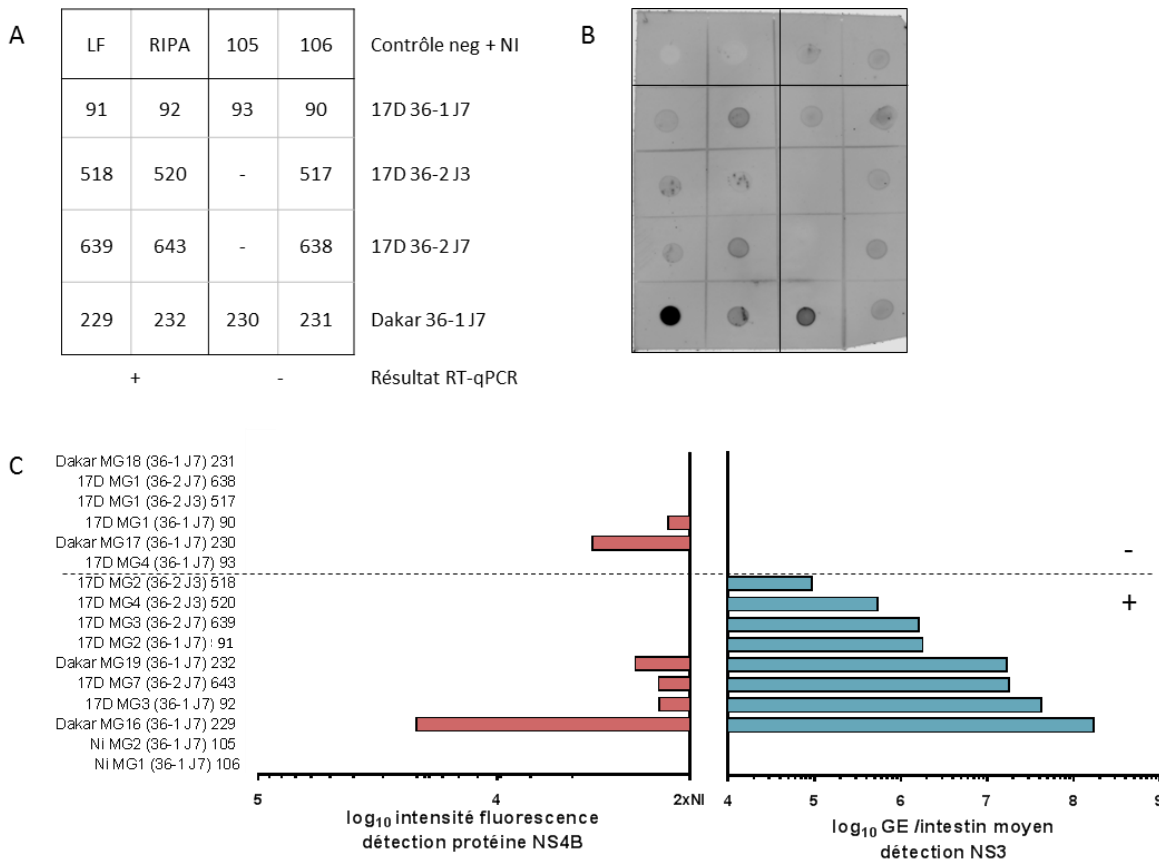 A
LF RIPA 105 106 Contrôle neg + NI
91 92 93 90 17D 36-1 J7
518 520 - 517 17D 36-2 J3
639 643 - 638 17D 36-2 J7
229 232 230 231 Dakar 36-1 J7
+ - Résultat RT-qPCR
B
C
Dakar MG18 (36-1 J7) 231
17D MG1 (36-2 J7) 638
17D MG1 (36-2 J3) 517
17D MG1 (36-1 J7) 90
Dakar MG17 (36-1 J7) 230
17D MG4 (36-1 J7) 93
-
17D MG2 (36-2 J3) 518
17D MG4 (36-2 J3) 520
+
17D MG3 (36-2 J7) 639
17D MG2 (36-1 J7) 91
Dakar MG19 (36-1 J7) 232
17D MG7 (36-2 J7) 643
17D MG3 (36-1 J7) 92
Dakar MG16 (36-1 J7) 229
Ni MG2 (36-1 J7) 105
Ni MG1 (36-1 J7) 106
5 4 2xNI
log10 intensité fluorescence
détection protéine NS4B
4 5 6 7 8 9
log10 GE /intestin moyen
détection NS3